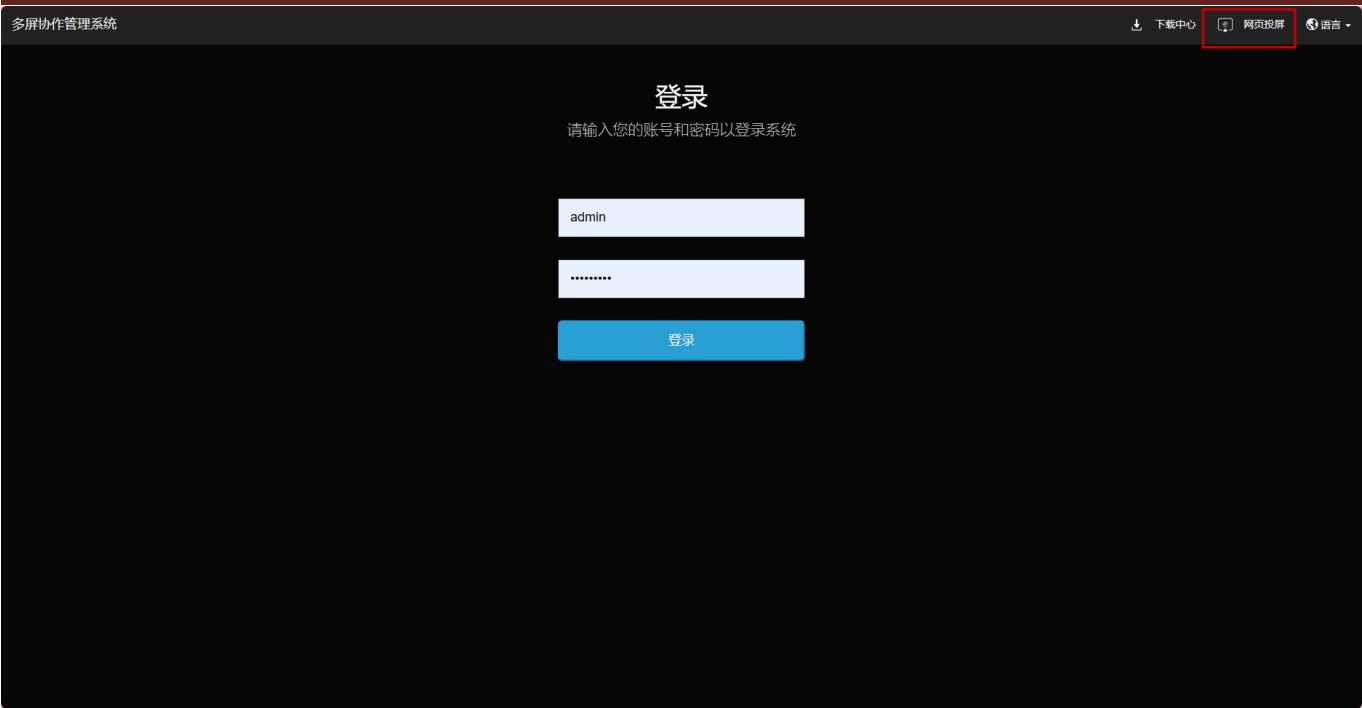 多屏协作管理系统
下载中心
网页投屏
语言
登录
请输入您的账号和密码以登录系统
admin
•••••••••
登录